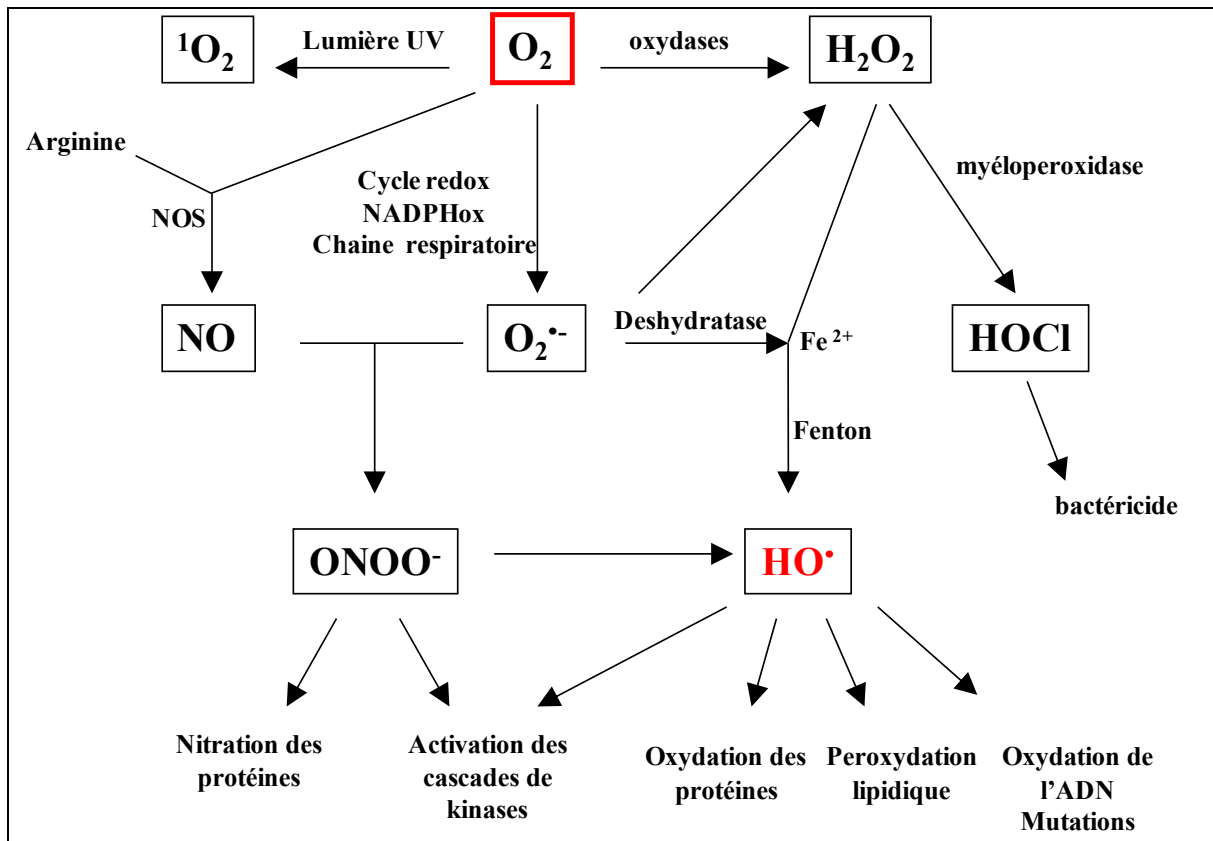 ¹O₂
Lumière UV
O₂
oxydases
H₂O₂
Arginine
myéloperoxidase
NOS
Cycle redox
NADPHox
Chaine respiratoire
NO
O₂•-
Deshydratase
Fe ²⁺
HOCl
Fenton
bactéricide
ONOO⁻
HO•
Nitration des
protéines
Activation des
cascades de
kinases
Oxydation des
protéines
Peroxydation
lipidique
Oxydation de
l’ADN
Mutations